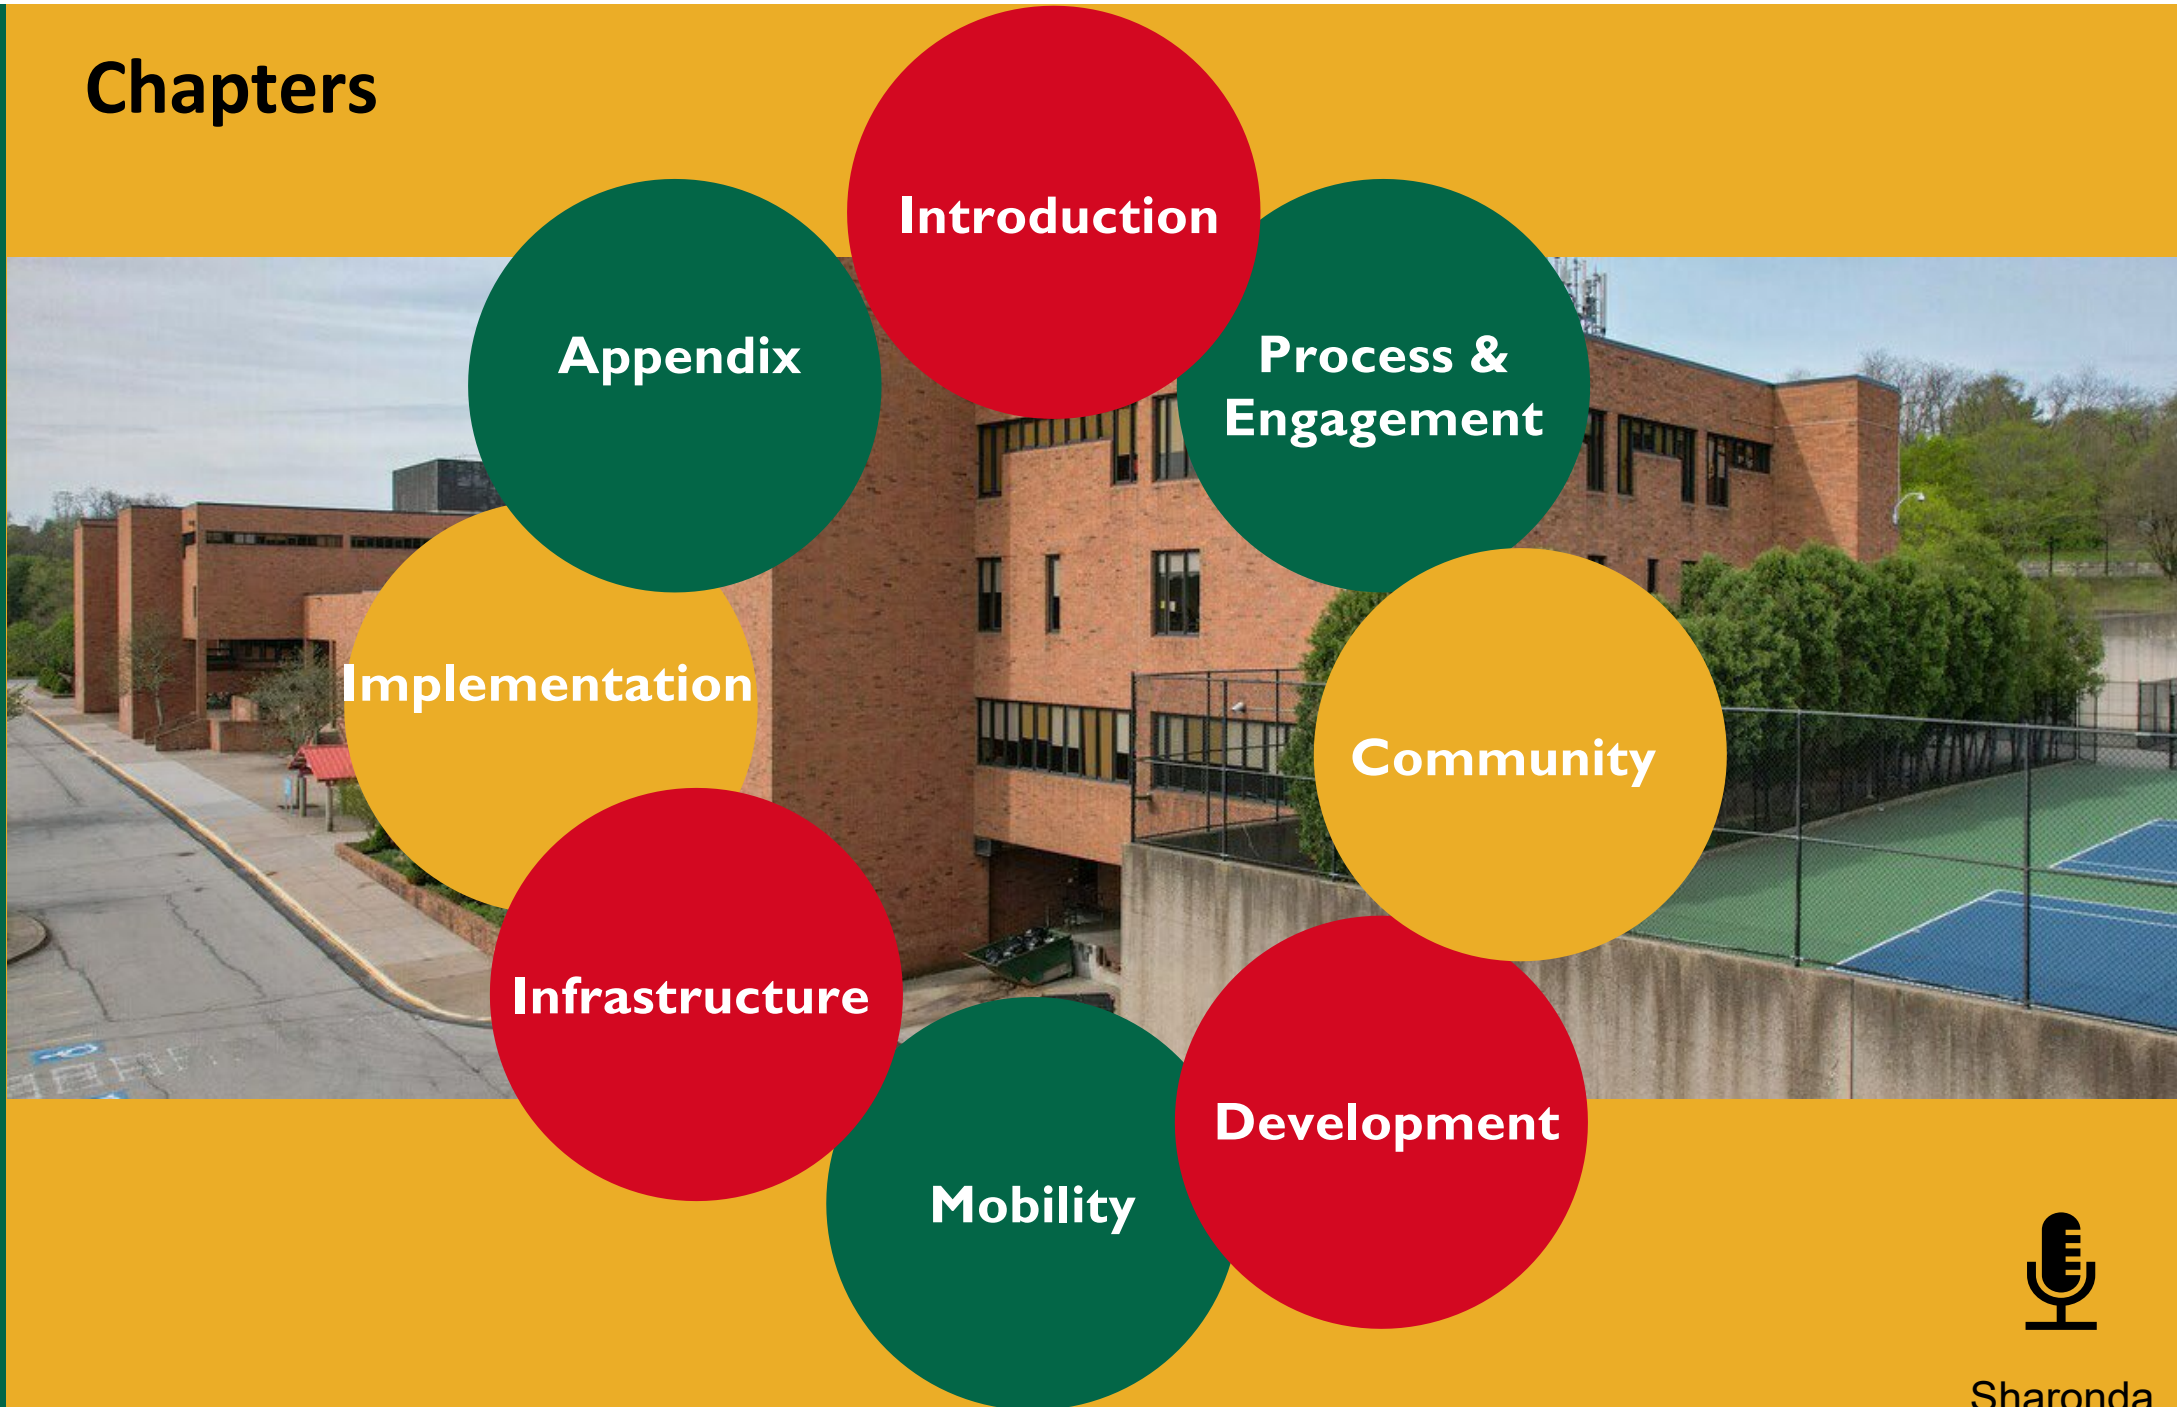 Chapters
Introduction
Process &
Engagement
Community
Development
Mobility
Infrastructure
Implementation
Appendix
Sharonda